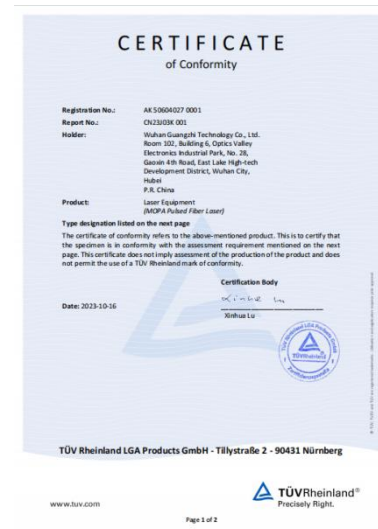 CERTIFICATE
of Conformity
Registration No.: AK 50604027 0001
Report No.: CN23J03K 001
Holder: Wuhan Guangzhi Technology Co., Ltd.
Room 102, Building 6, Optics Valley
Electronics Industrial Park, No. 28,
Gaoxin 4th Road, East Lake High-tech
Development District, Wuhan City,
Hubei
P.R. China
Product: Laser Equipment
(MOPA Pulsed Fiber Laser)
Type designation listed on the next page
The certificate of conformity refers to the above-mentioned product. This is to certify that
the specimen is in conformity with the assessment requirement mentioned on the next
page. This certificate does not imply assessment of the production of the product and does
not permit the use of a TÜV Rheinland mark of conformity.
Certification Body
Date: 2023-10-16
Xinhua Lu
TÜV Rheinland LGA Products GmbH
TÜVRheinland
Zertifizierungsstelle
TÜV Rheinland LGA Products GmbH - Tillystraße 2 - 90431 Nürnberg
www.tuv.com
TÜVRheinland®
Precisely Right.
Page 1 of 2